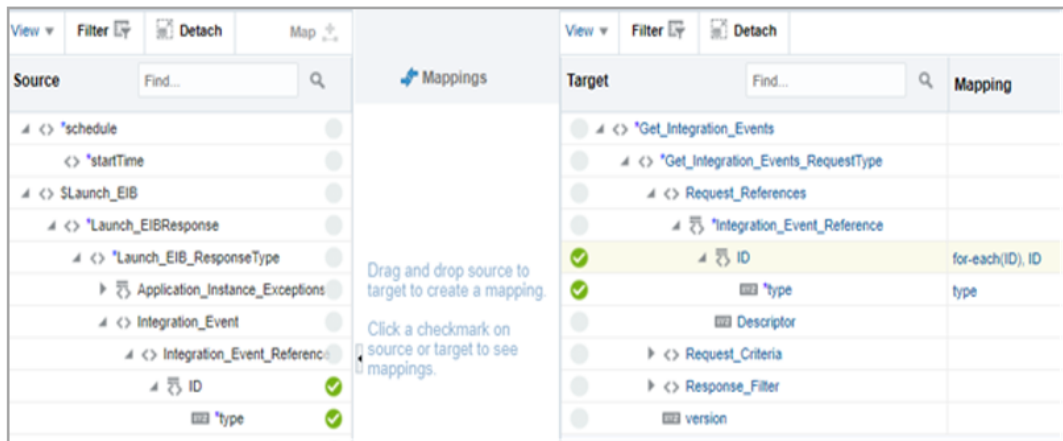 View Filter Detach Map
View Filter Detach
Source Find...
Mappings
Target Find... Mapping
*schedule
*startTime
$Launch_EIB
*Launch_EIBResponse
*Launch_EIB_ResponseType
Application_Instance_Exceptions
Integration_Event
Integration_Event_Reference
ID
*type
Drag and drop source to
target to create a mapping.
Click a checkmark on
source or target to see
mappings.
*Get_Integration_Events
*Get_Integration_Events_RequestType
Request_References
*Integration_Event_Reference
ID for-each(ID), ID
*type type
Descriptor
Request_Criteria
Response_Filter
version